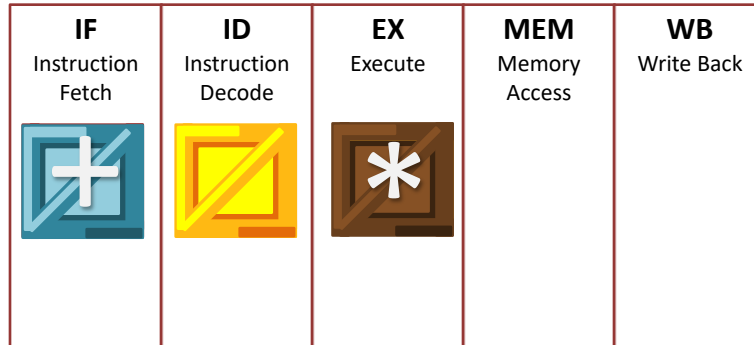 IF
Instruction
Fetch
ID
Instruction
Decode
EX
Execute
MEM
Memory
Access
WB
Write Back
+
*